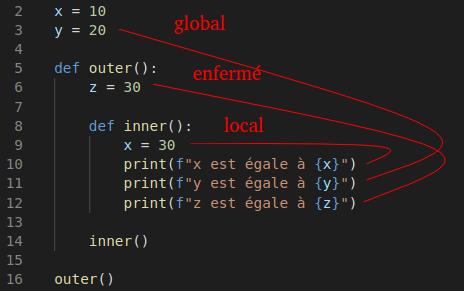 2 x = 10
global
3 y = 20
4
5 def outer():
enfermé
6 z = 30
7
8 def inner():
local
9 x = 30
10 print(f"x est égale à {x}")
11 print(f"y est égale à {y}")
12 print(f"z est égale à {z}")
13
14 inner()
15
16 outer()